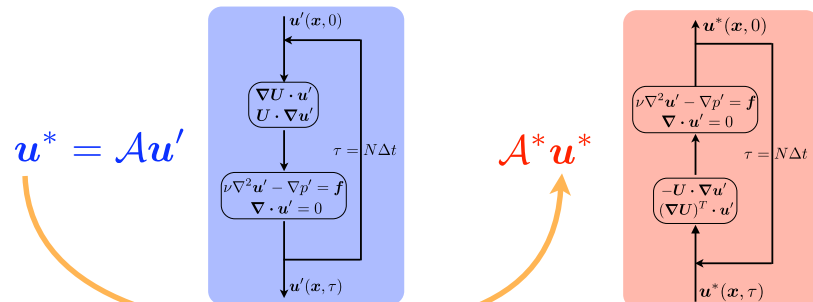 𝒖* = 𝒜𝒖′
𝒖′(𝒙, 0)
𝛁𝑼 · 𝒖′
𝑼 · 𝛁𝒖′
τ = NΔt
ν∇²𝒖′ − ∇p′ = 𝒇
𝛁 · 𝒖′ = 0
𝒖′(𝒙, τ)
𝒜*𝒖*
𝒖*(𝒙, 0)
ν∇²𝒖′ − ∇p′ = 𝒇
𝛁 · 𝒖′ = 0
τ = NΔt
−𝑼 · 𝛁𝒖′
(𝛁𝑼)ᵀ · 𝒖′
𝒖*(𝒙, τ)